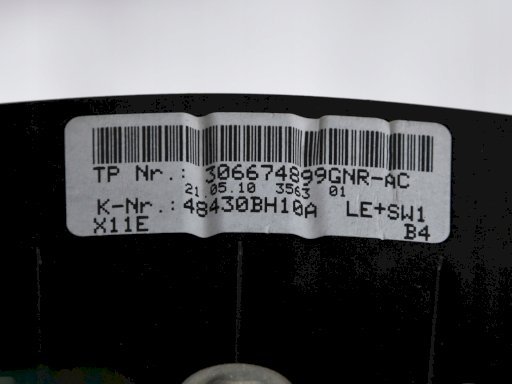 TP Nr.: 306674899GNR-AC
21.05.10 3563 01
K-Nr.: 48430BH10A LE+SW1
X11E B4